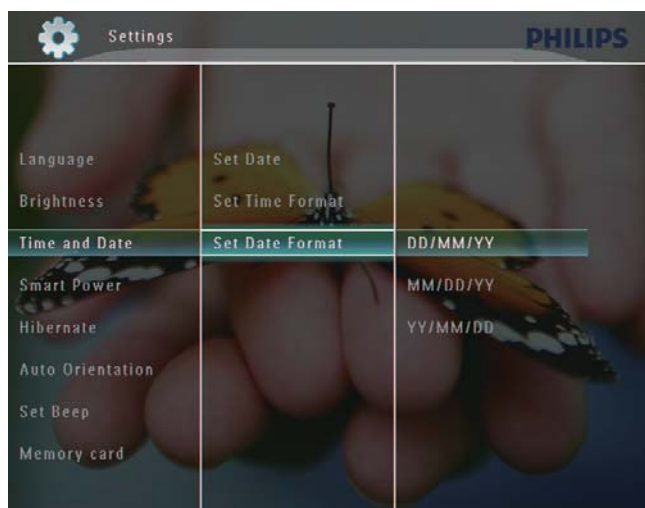 Settings
PHILIPS
Language
Brightness
Time and Date
Smart Power
Hibernate
Auto Orientation
Set Beep
Memory card
Set Date
Set Time Format
Set Date Format
DD/MM/YY
MM/DD/YY
YY/MM/DD